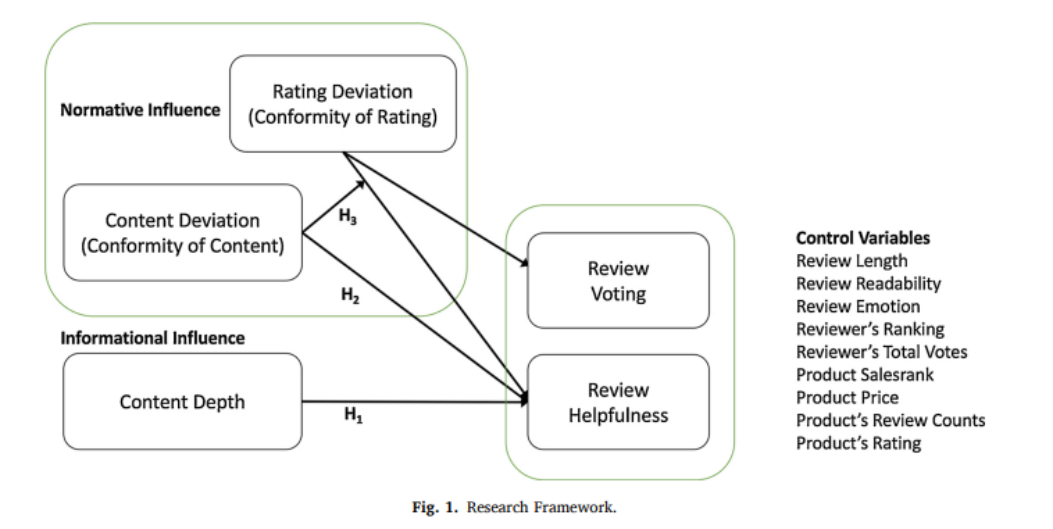 Normative Influence
Rating Deviation
(Conformity of Rating)
Content Deviation
(Conformity of Content)
H₃
H₂
Informational Influence
Content Depth
H₁
Review
Voting
Review
Helpfulness
Control Variables
Review Length
Review Readability
Review Emotion
Reviewer’s Ranking
Reviewer’s Total Votes
Product Salesrank
Product Price
Product’s Review Counts
Product’s Rating
Fig. 1. Research Framework.